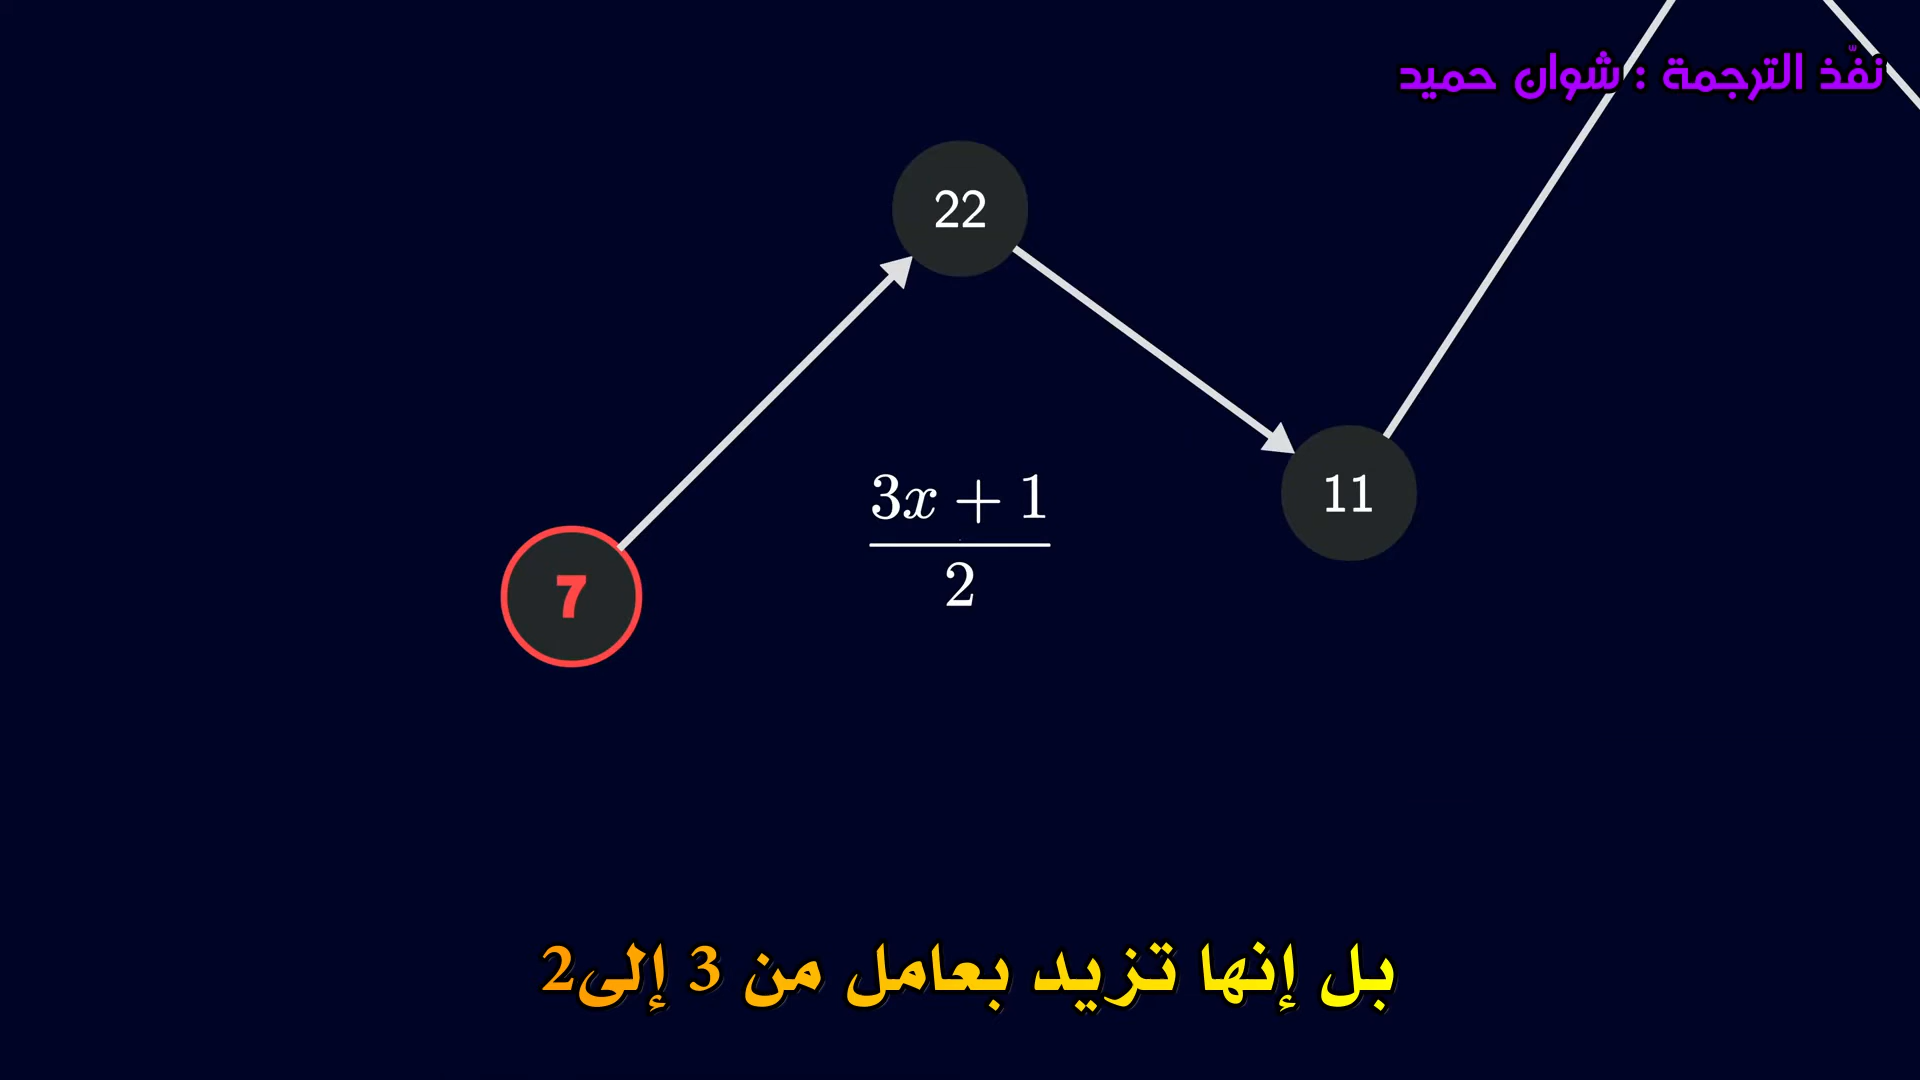 نفّذ الترجمة : شوان حميد
22
11
3x + 1
2
7
بل إنها تزيد بعامل من 3 إلى2